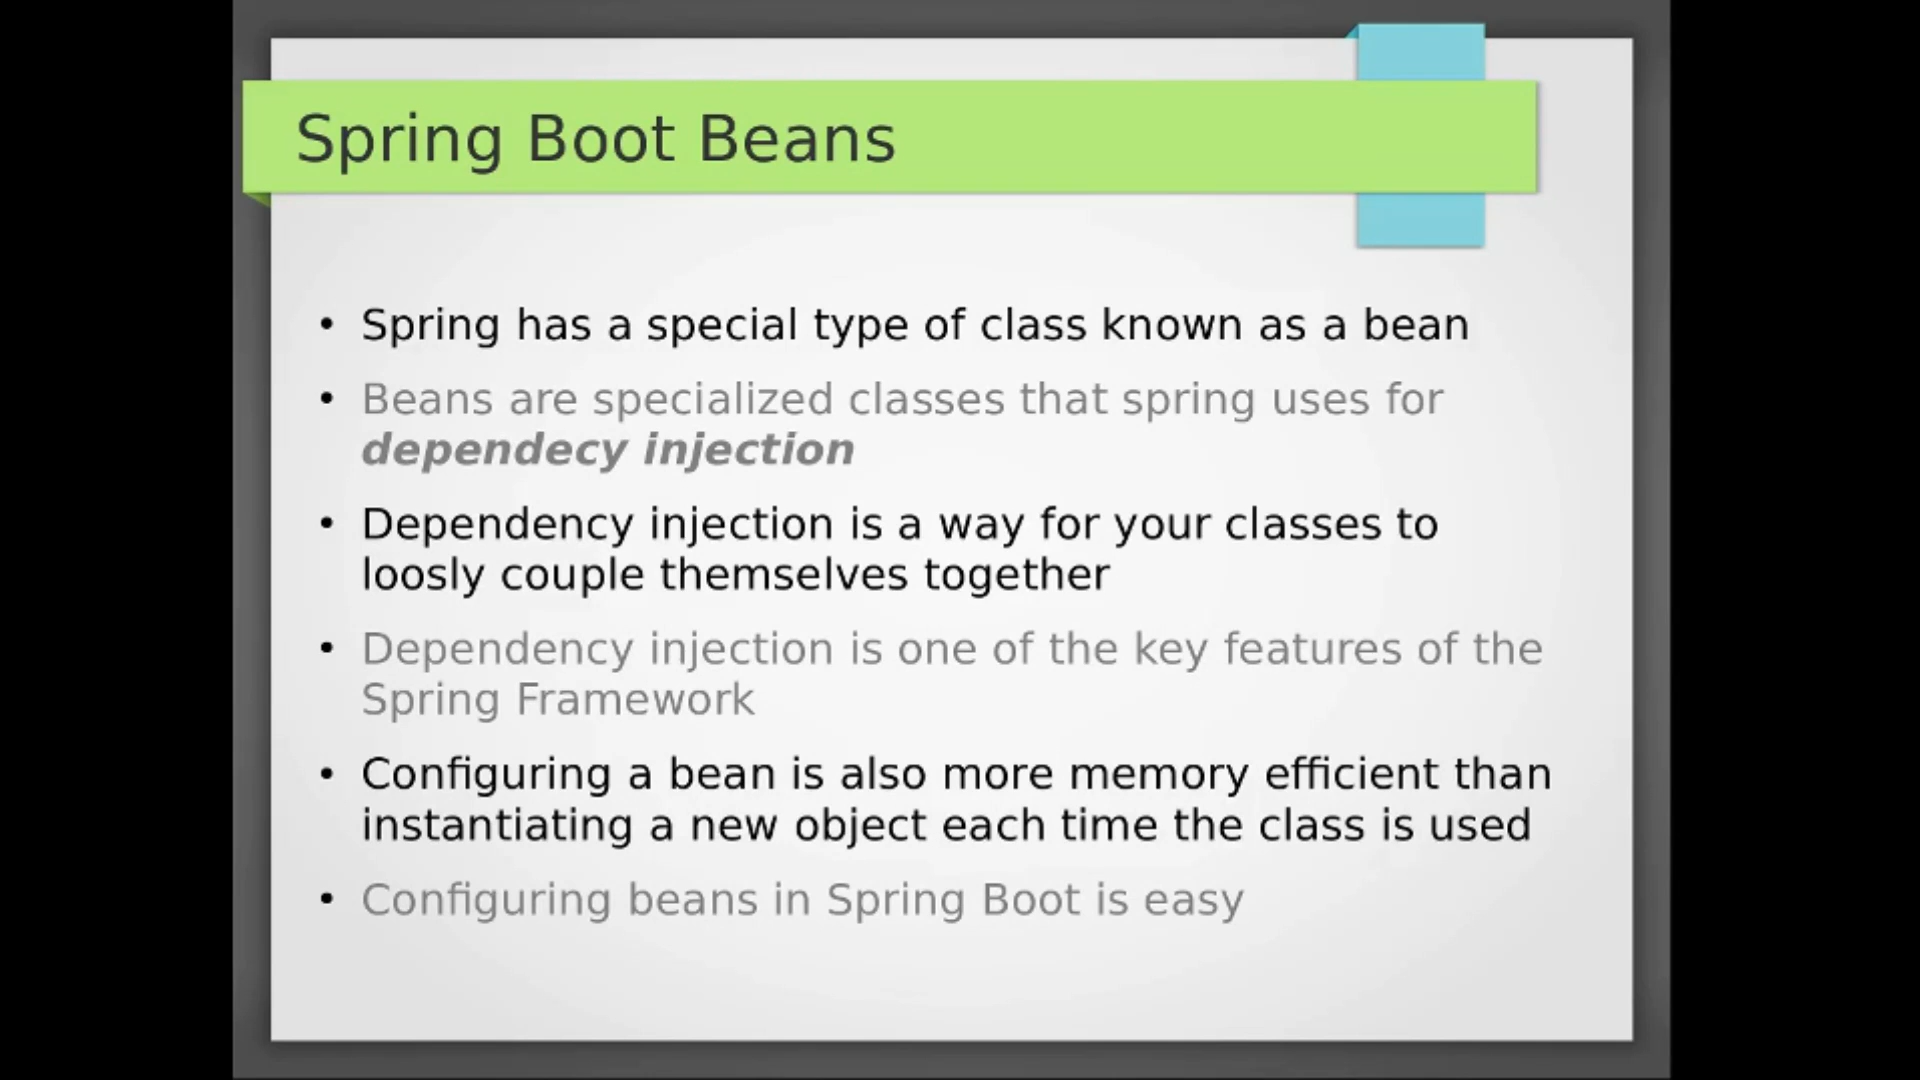 Spring Boot Beans
• Spring has a special type of class known as a bean
• Beans are specialized classes that spring uses for
dependecy injection
• Dependency injection is a way for your classes to
loosly couple themselves together
• Dependency injection is one of the key features of the
Spring Framework
• Configuring a bean is also more memory efficient than
instantiating a new object each time the class is used
• Configuring beans in Spring Boot is easy